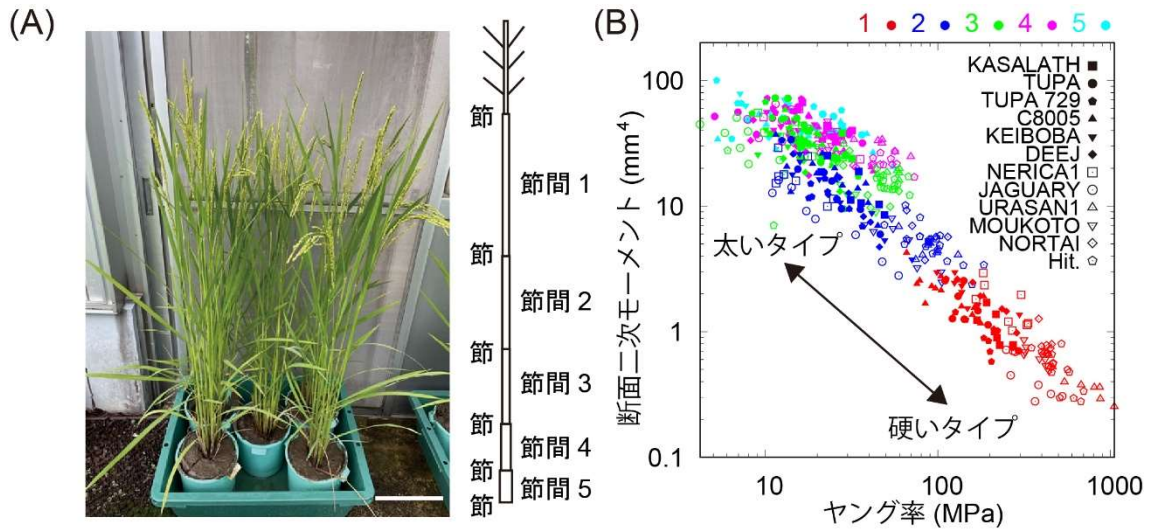 (A)
節
節間 1
節
節間 2
節
節間 3
節
節間 4
節
節間 5
節
(B)
1 2 3 4 5
KASALATH
TUPA
TUPA 729
C8005
KEIBOBA
DEEJ
NERICA1
JAGUARY
URASAN1
MOUKOTO
NORTAI
Hit.
断面二次モーメント (mm⁴)
100
10
1
0.1
太いタイプ
硬いタイプ
10 100 1000
ヤング率 (MPa)